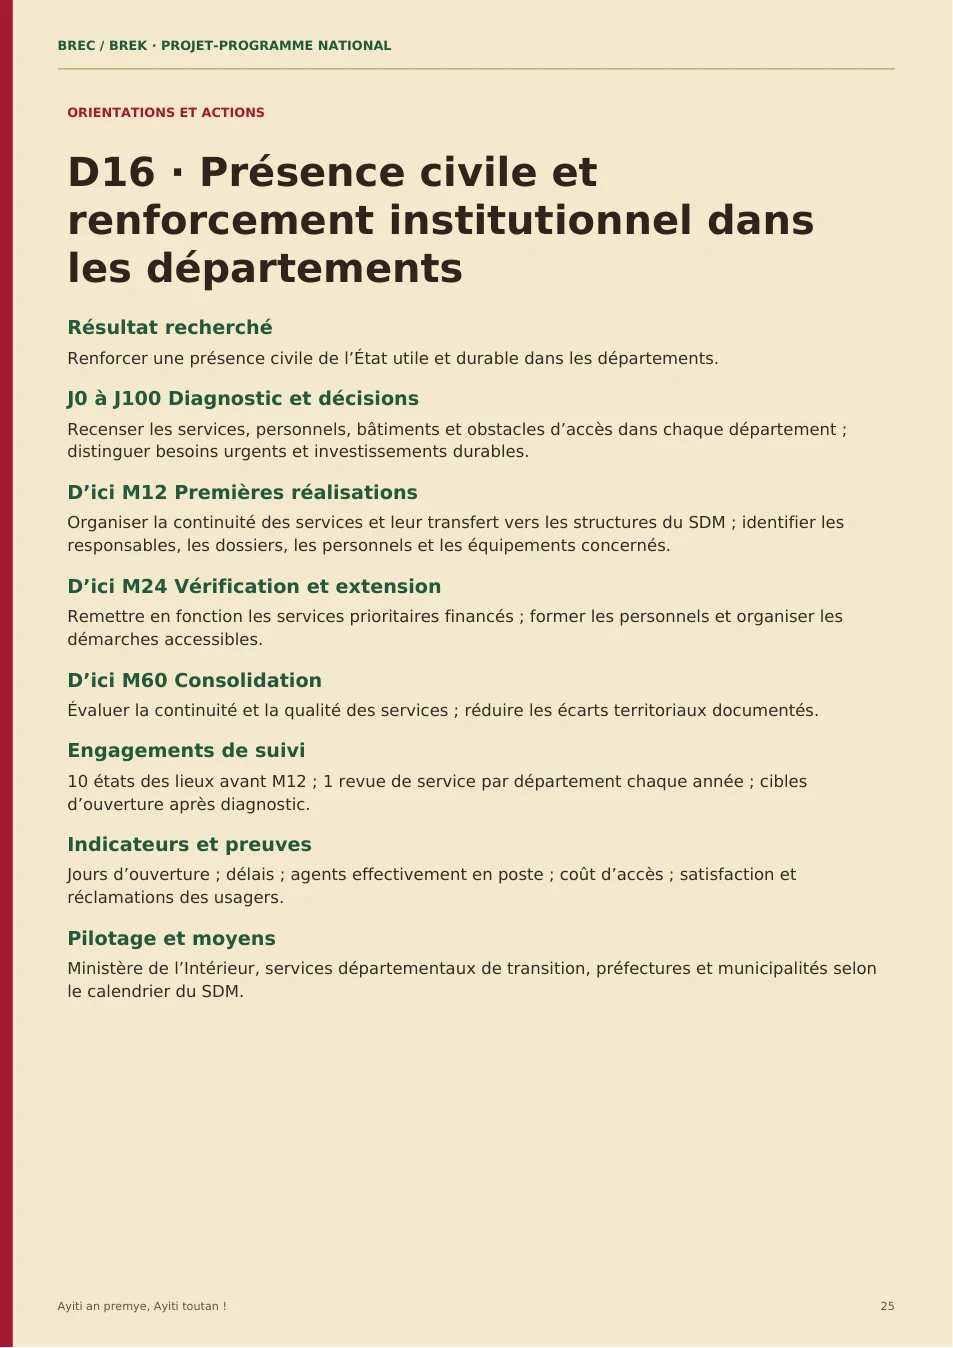 BREC / BREK · PROJET-PROGRAMME NATIONAL
ORIENTATIONS ET ACTIONS
D16 · Présence civile et
renforcement institutionnel dans
les départements
Résultat recherché
Renforcer une présence civile de l’État utile et durable dans les départements.
J0 à J100 Diagnostic et décisions
Recenser les services, personnels, bâtiments et obstacles d’accès dans chaque département ;
distinguer besoins urgents et investissements durables.
D’ici M12 Premières réalisations
Organiser la continuité des services et leur transfert vers les structures du SDM ; identifier les
responsables, les dossiers, les personnels et les équipements concernés.
D’ici M24 Vérification et extension
Remettre en fonction les services prioritaires financés ; former les personnels et organiser les
démarches accessibles.
D’ici M60 Consolidation
Évaluer la continuité et la qualité des services ; réduire les écarts territoriaux documentés.
Engagements de suivi
10 états des lieux avant M12 ; 1 revue de service par département chaque année ; cibles
d’ouverture après diagnostic.
Indicateurs et preuves
Jours d’ouverture ; délais ; agents effectivement en poste ; coût d’accès ; satisfaction et
réclamations des usagers.
Pilotage et moyens
Ministère de l’Intérieur, services départementaux de transition, préfectures et municipalités selon
le calendrier du SDM.
Ayiti an premye, Ayiti toutan !
25